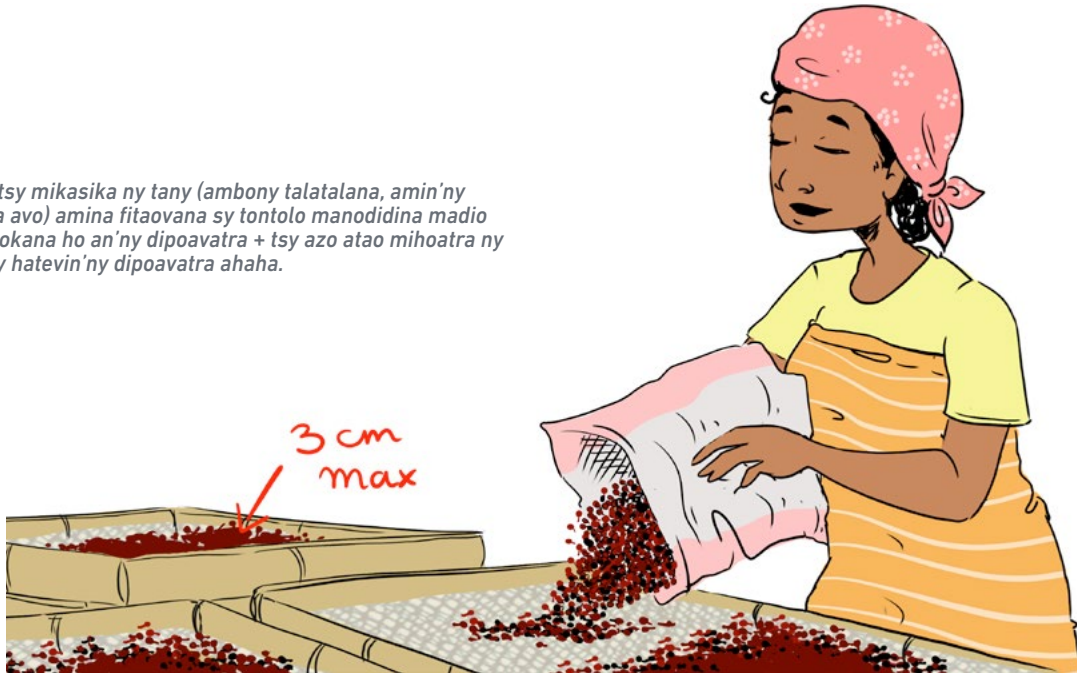 tsy mikasika ny tany (ambony talatalana, amin'ny
avo) amina fitaovana sy tontolo manodidina madio
okana ho an'ny dipoavatra + tsy azo atao mihoatra ny
hatevin'ny dipoavatra ahaha.
3 cm
max